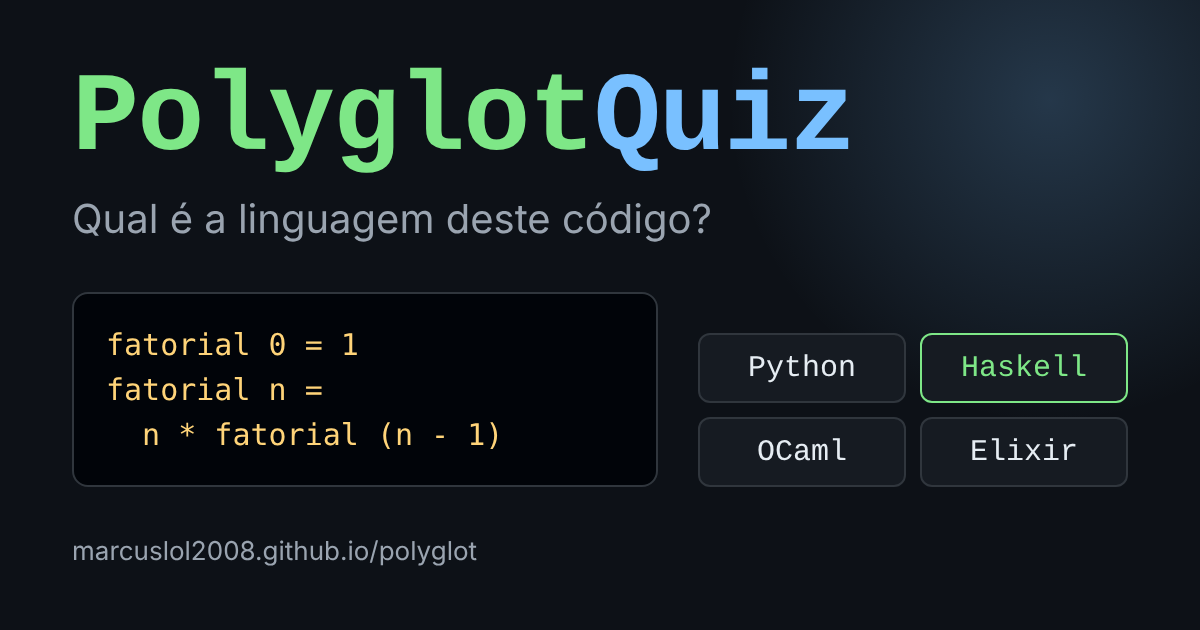 PolyglotQuiz
Qual é a linguagem deste código?
fatorial 0 = 1
fatorial n =
  n * fatorial (n - 1)
Python
Haskell
OCaml
Elixir
marcuslol2008.github.io/polyglot